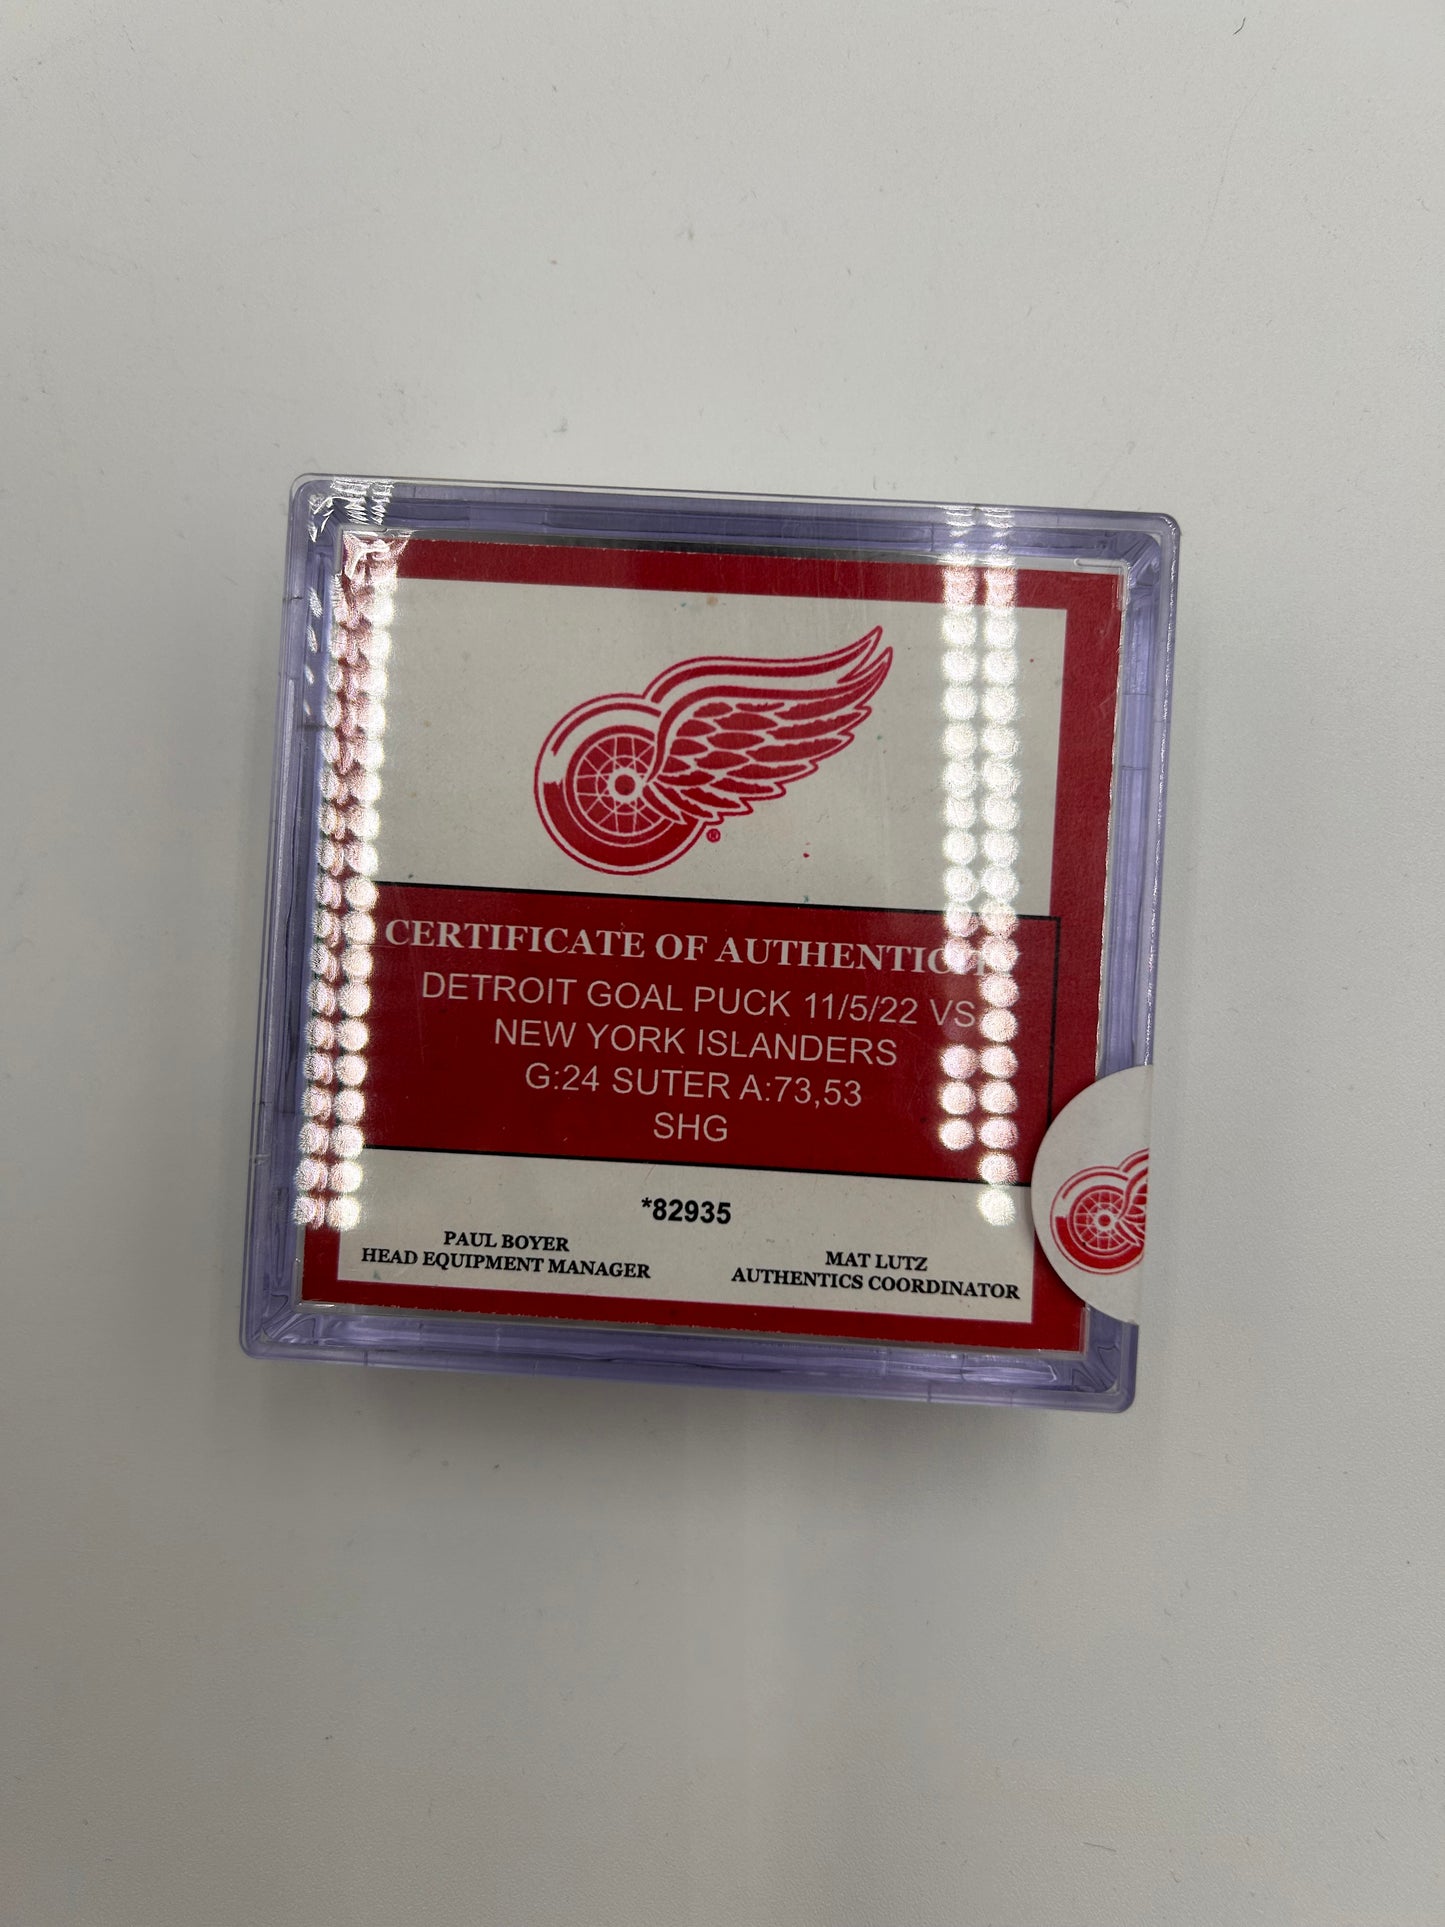 CERTIFICATE OF AUTHENTICITY
DETROIT GOAL PUCK 11/5/22 VS
NEW YORK ISLANDERS
G:24 SUTER A:73,53
SHG
*82935
PAUL BOYER
HEAD EQUIPMENT MANAGER
MAT LUTZ
AUTHENTICS COORDINATOR